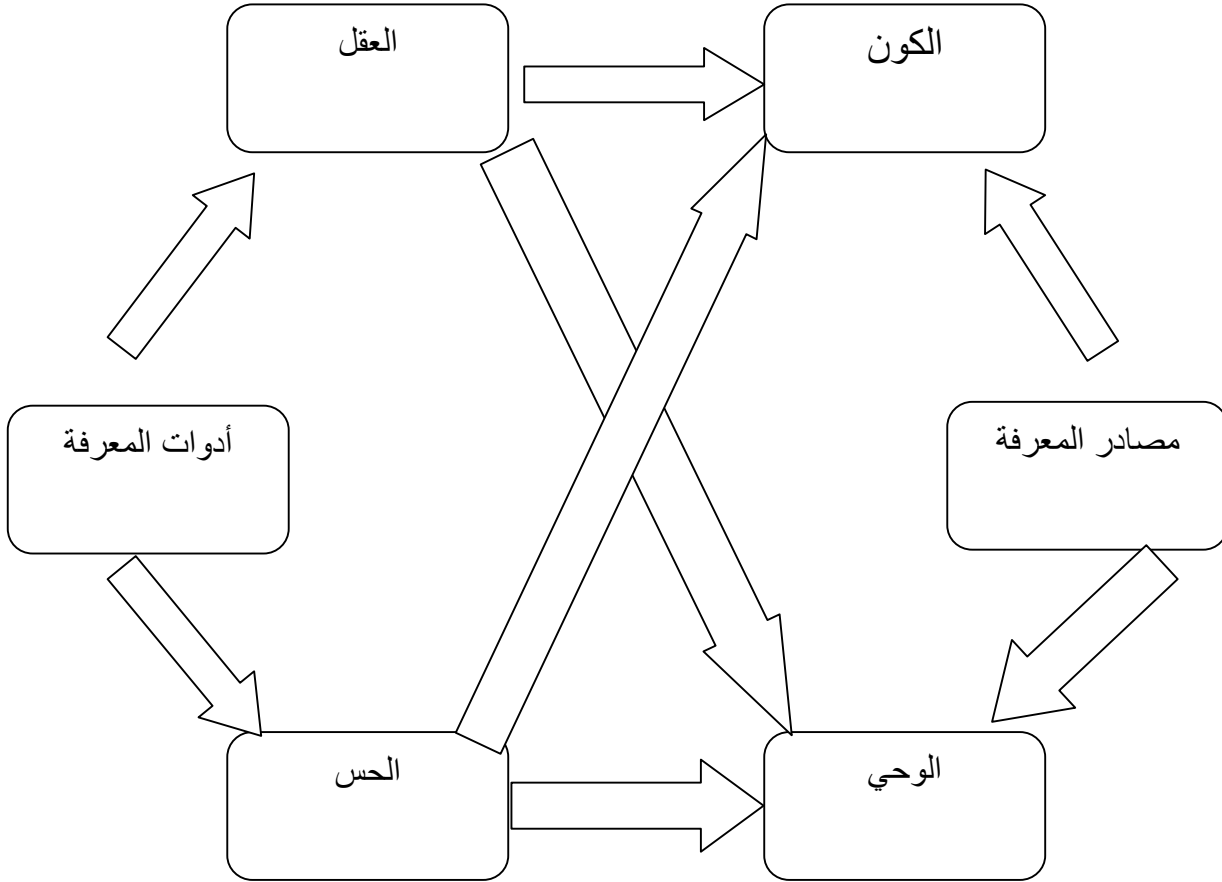 الكون
العقل
مصادر المعرفة
أدوات المعرفة
الوحي
الحس